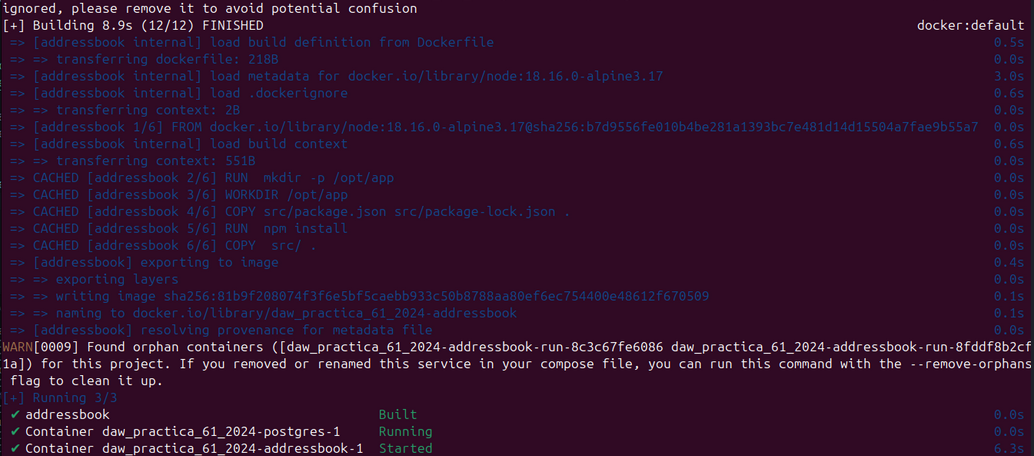 ignored, please remove it to avoid potential confusion
[+] Building 8.9s (12/12) FINISHED docker:default
=> [addressbook internal] load build definition from Dockerfile 0.5s
=> => transferring dockerfile: 218B 0.0s
=> [addressbook internal] load metadata for docker.io/library/node:18.16.0-alpine3.17 3.0s
=> [addressbook internal] load .dockerignore 0.6s
=> => transferring context: 2B 0.0s
=> [addressbook 1/6] FROM docker.io/library/node:18.16.0-alpine3.17@sha256:b7d9556fe010b4be281a1393bc7e481d14d15504a7fae9b55a7 0.0s
=> [addressbook internal] load build context 0.6s
=> => transferring context: 551B 0.0s
=> CACHED [addressbook 2/6] RUN  mkdir -p /opt/app 0.0s
=> CACHED [addressbook 3/6] WORKDIR /opt/app 0.0s
=> CACHED [addressbook 4/6] COPY src/package.json src/package-lock.json . 0.0s
=> CACHED [addressbook 5/6] RUN  npm install 0.0s
=> CACHED [addressbook 6/6] COPY  src/ . 0.0s
=> [addressbook] exporting to image 0.4s
=> => exporting layers 0.0s
=> => writing image sha256:81b9f208074f3f6e5bf5caebb933c50b8788aa80ef6ec754400e48612f670509 0.1s
=> => naming to docker.io/library/daw_practica_61_2024-addressbook 0.1s
=> [addressbook] resolving provenance for metadata file 0.0s
WARN[0009] Found orphan containers ([daw_practica_61_2024-addressbook-run-8c3c67fe6086 daw_practica_61_2024-addressbook-run-8fddf8b2cf
1a]) for this project. If you removed or renamed this service in your compose file, you can run this command with the --remove-orphans
flag to clean it up.
[+] Running 3/3
✔ addressbook Built 0.0s
✔ Container daw_practica_61_2024-postgres-1 Running 0.0s
✔ Container daw_practica_61_2024-addressbook-1 Started 6.3s